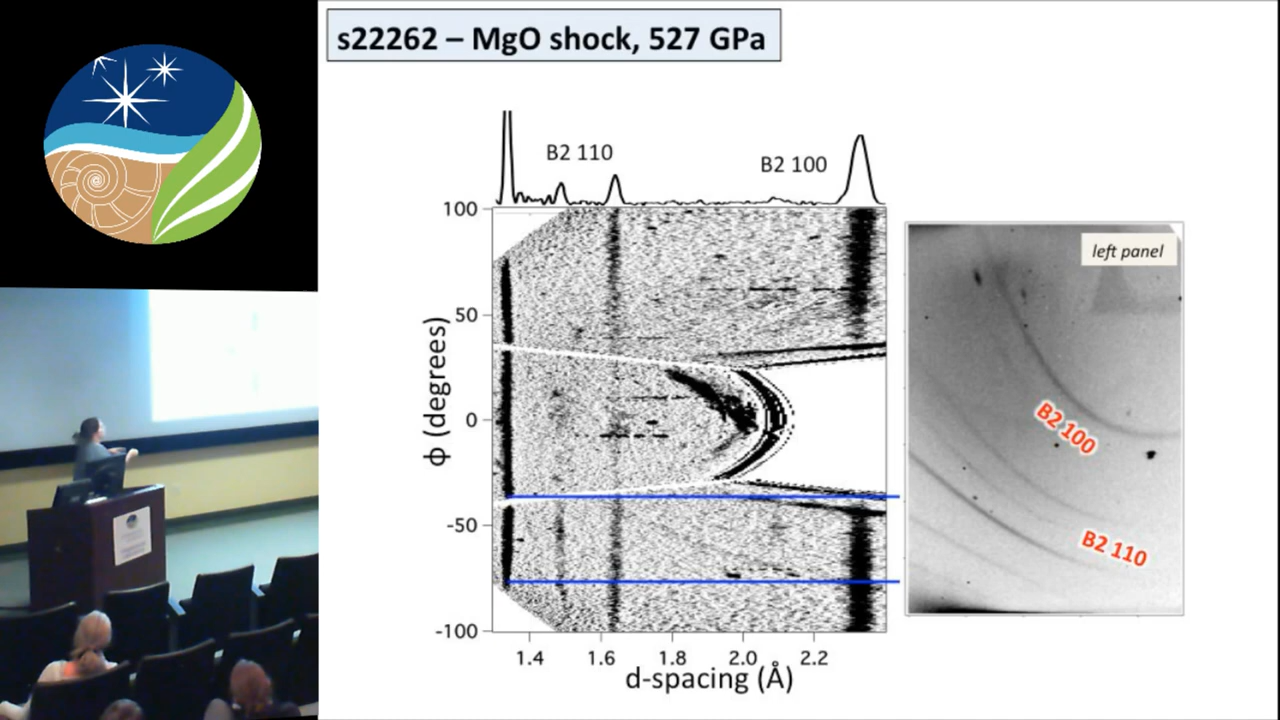 s22262 – MgO shock, 527 GPa
B2 110
B2 100
100
50
0
-50
-100
ϕ (degrees)
1.4 1.6 1.8 2.0 2.2
d-spacing (Å)
left panel
B2 100
B2 110